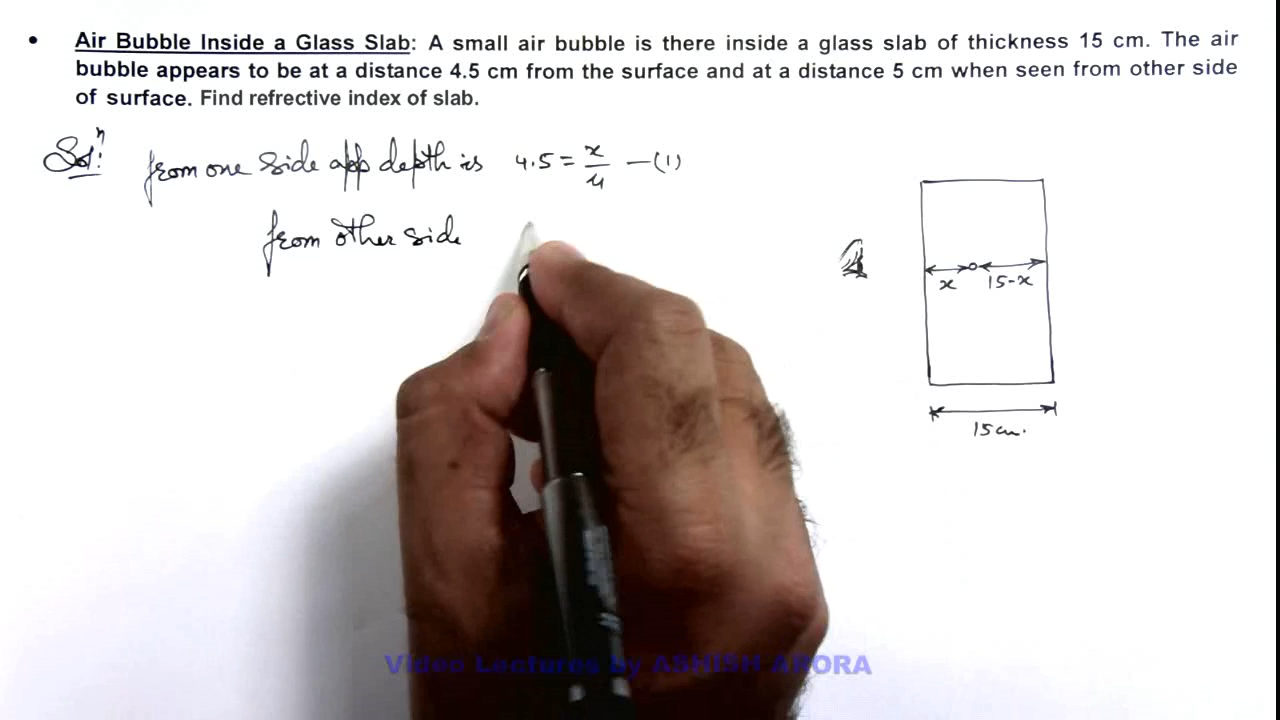 • Air Bubble Inside a Glass Slab: A small air bubble is there inside a glass slab of thickness 15 cm. The air
bubble appears to be at a distance 4.5 cm from the surface and at a distance 5 cm when seen from other side
of surface. Find refrective index of slab.
Solⁿ: from one side app depth is 4.5 = x/μ —(1)
from other side
x 15-x
15cm.
Video Lectures by ASHISH ARORA